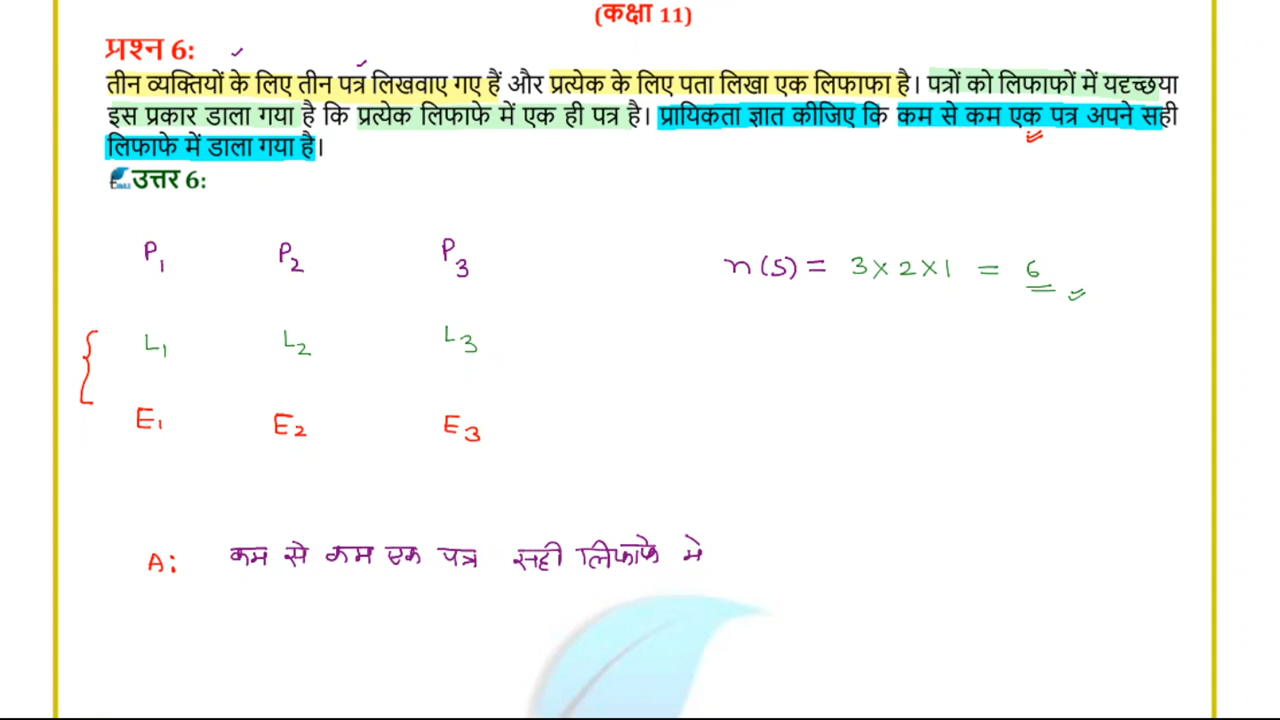 (कक्षा 11)
प्रश्न 6:
तीन व्यक्तियों के लिए तीन पत्र लिखवाए गए हैं और प्रत्येक के लिए पता लिखा एक लिफाफा है। पत्रों को लिफाफों में यदृच्छया
इस प्रकार डाला गया है कि प्रत्येक लिफाफे में एक ही पत्र है। प्रायिकता ज्ञात कीजिए कि कम से कम एक पत्र अपने सही
लिफाफे में डाला गया है।
उत्तर 6:
P₁ P₂ P₃ n(S) = 3×2×1 = 6
L₁ L₂ L₃
E₁ E₂ E₃
A: कम से कम एक पत्र सही लिफाफे मे